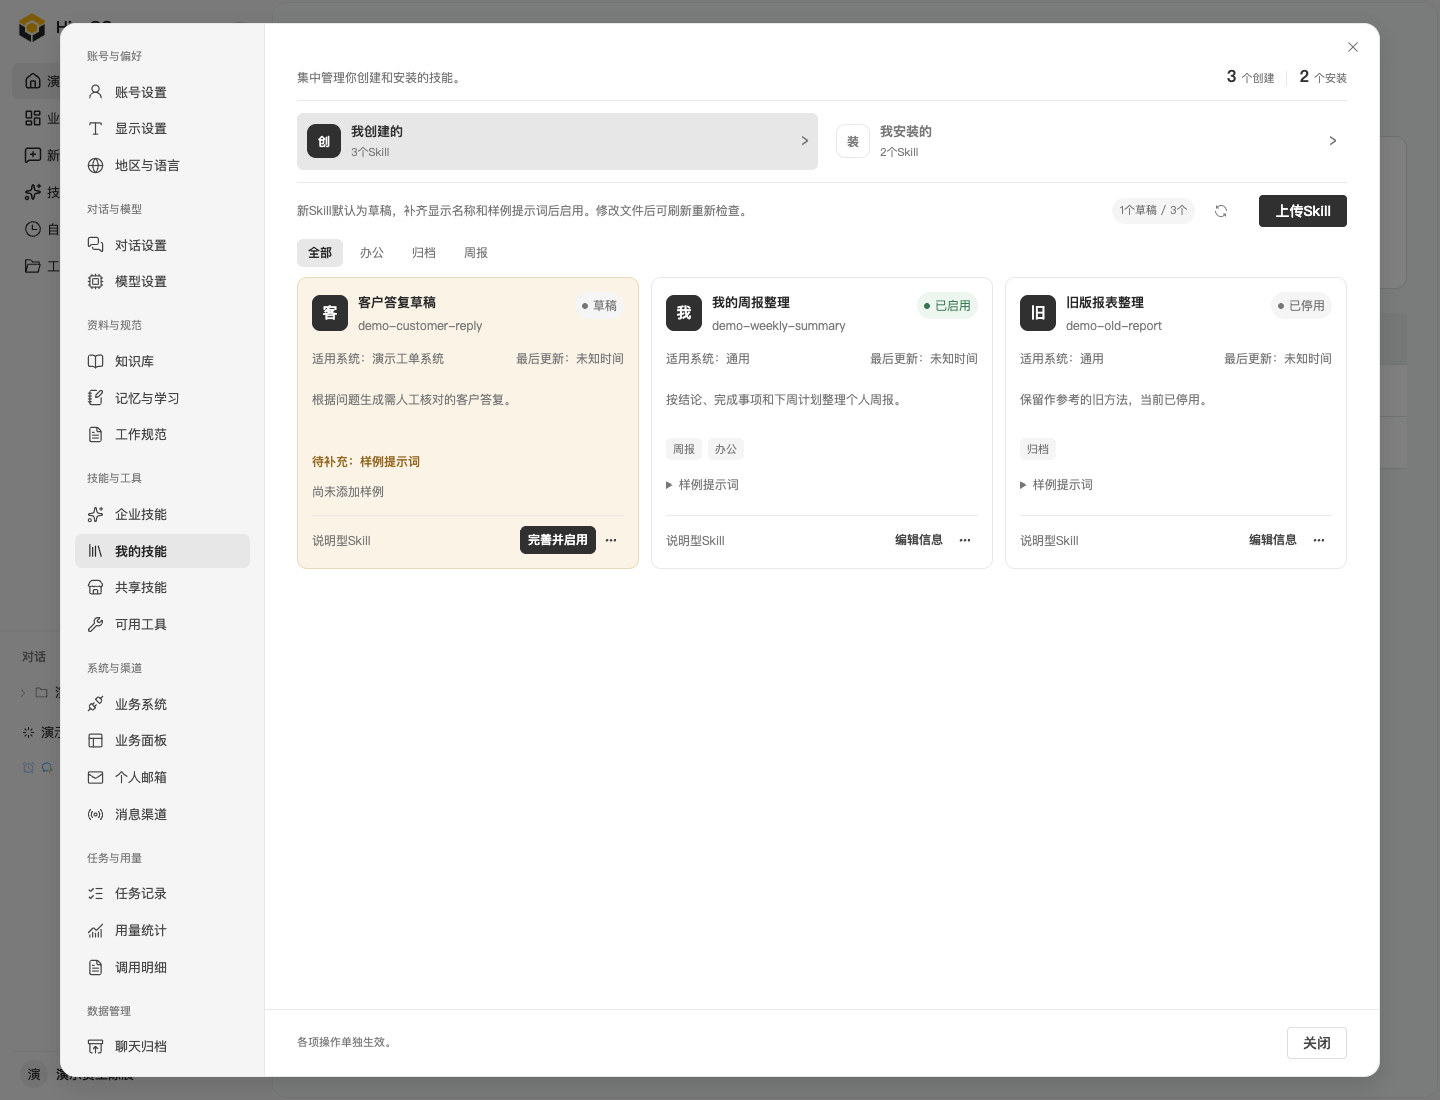 账号与偏好
账号设置
显示设置
地区与语言
对话与模型
对话设置
模型设置
资料与规范
知识库
记忆与学习
工作规范
技能与工具
企业技能
我的技能
共享技能
可用工具
系统与渠道
业务系统
业务面板
个人邮箱
消息渠道
任务与用量
任务记录
用量统计
调用明细
数据管理
聊天归档
集中管理你创建和安装的技能。
3 个创建
2 个安装
创
我创建的
3个Skill
装
我安装的
2个Skill
新Skill默认为草稿，补齐显示名称和样例提示词后启用。修改文件后可刷新重新检查。
1个草稿 / 3个
上传Skill
全部
办公
归档
周报
客
客户答复草稿
草稿
demo-customer-reply
适用系统：演示工单系统
最后更新：未知时间
根据问题生成需人工核对的客户答复。
待补充：样例提示词
尚未添加样例
说明型Skill
完善并启用
我
我的周报整理
已启用
demo-weekly-summary
适用系统：通用
最后更新：未知时间
按结论、完成事项和下周计划整理个人周报。
周报
办公
样例提示词
说明型Skill
编辑信息
旧
旧版报表整理
已停用
demo-old-report
适用系统：通用
最后更新：未知时间
保留作参考的旧方法，当前已停用。
归档
样例提示词
说明型Skill
编辑信息
各项操作单独生效。
关闭
演
业
新
技
自
工
对话
演